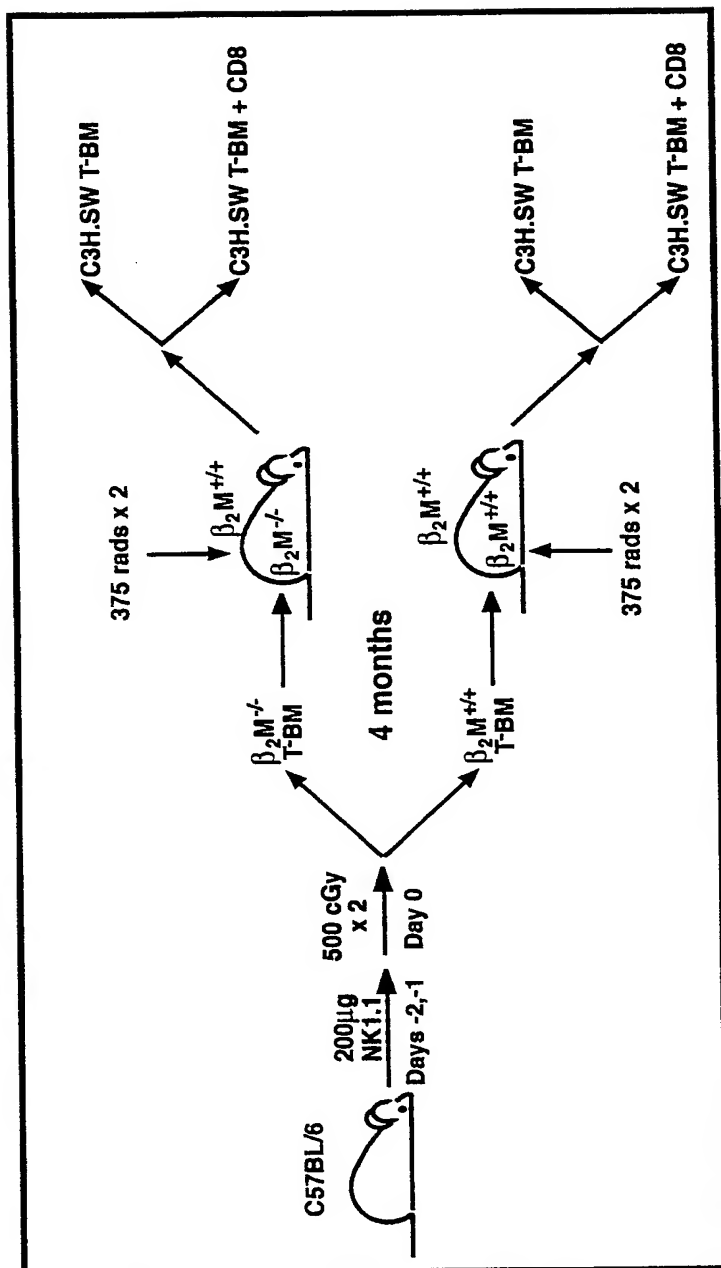 C57BL/6
200μg
NK1.1
Days -2,-1
500 cGy
x 2
Day 0
β₂M⁻/⁻
T-BM
β₂M⁺/⁺
T-BM
4 months
375 rads x 2
β₂M⁺/⁺
β₂M⁻/⁻
β₂M⁺/⁺
β₂M⁺/⁺
375 rads x 2
C3H.SW T-BM
C3H.SW T-BM + CD8
C3H.SW T-BM
C3H.SW T-BM + CD8